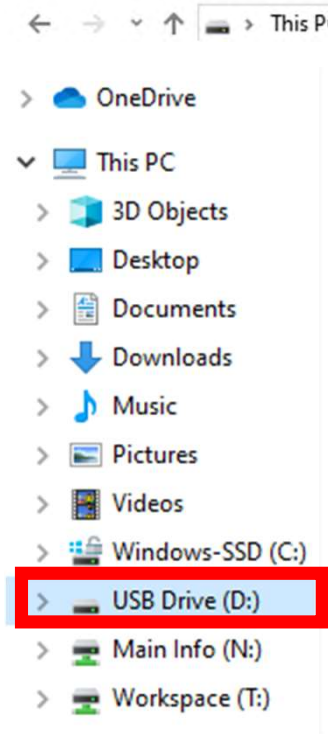 This P
OneDrive
This PC
3D Objects
Desktop
Documents
Downloads
Music
Pictures
Videos
Windows-SSD (C:)
USB Drive (D:)
Main Info (N:)
Workspace (T:)